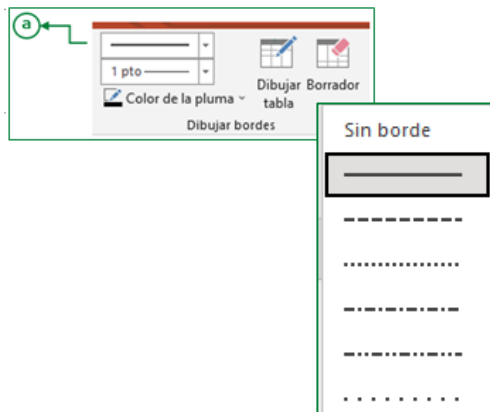 a
1 pto
Color de la pluma
Dibujar tabla
Borrador
Dibujar bordes
Sin borde